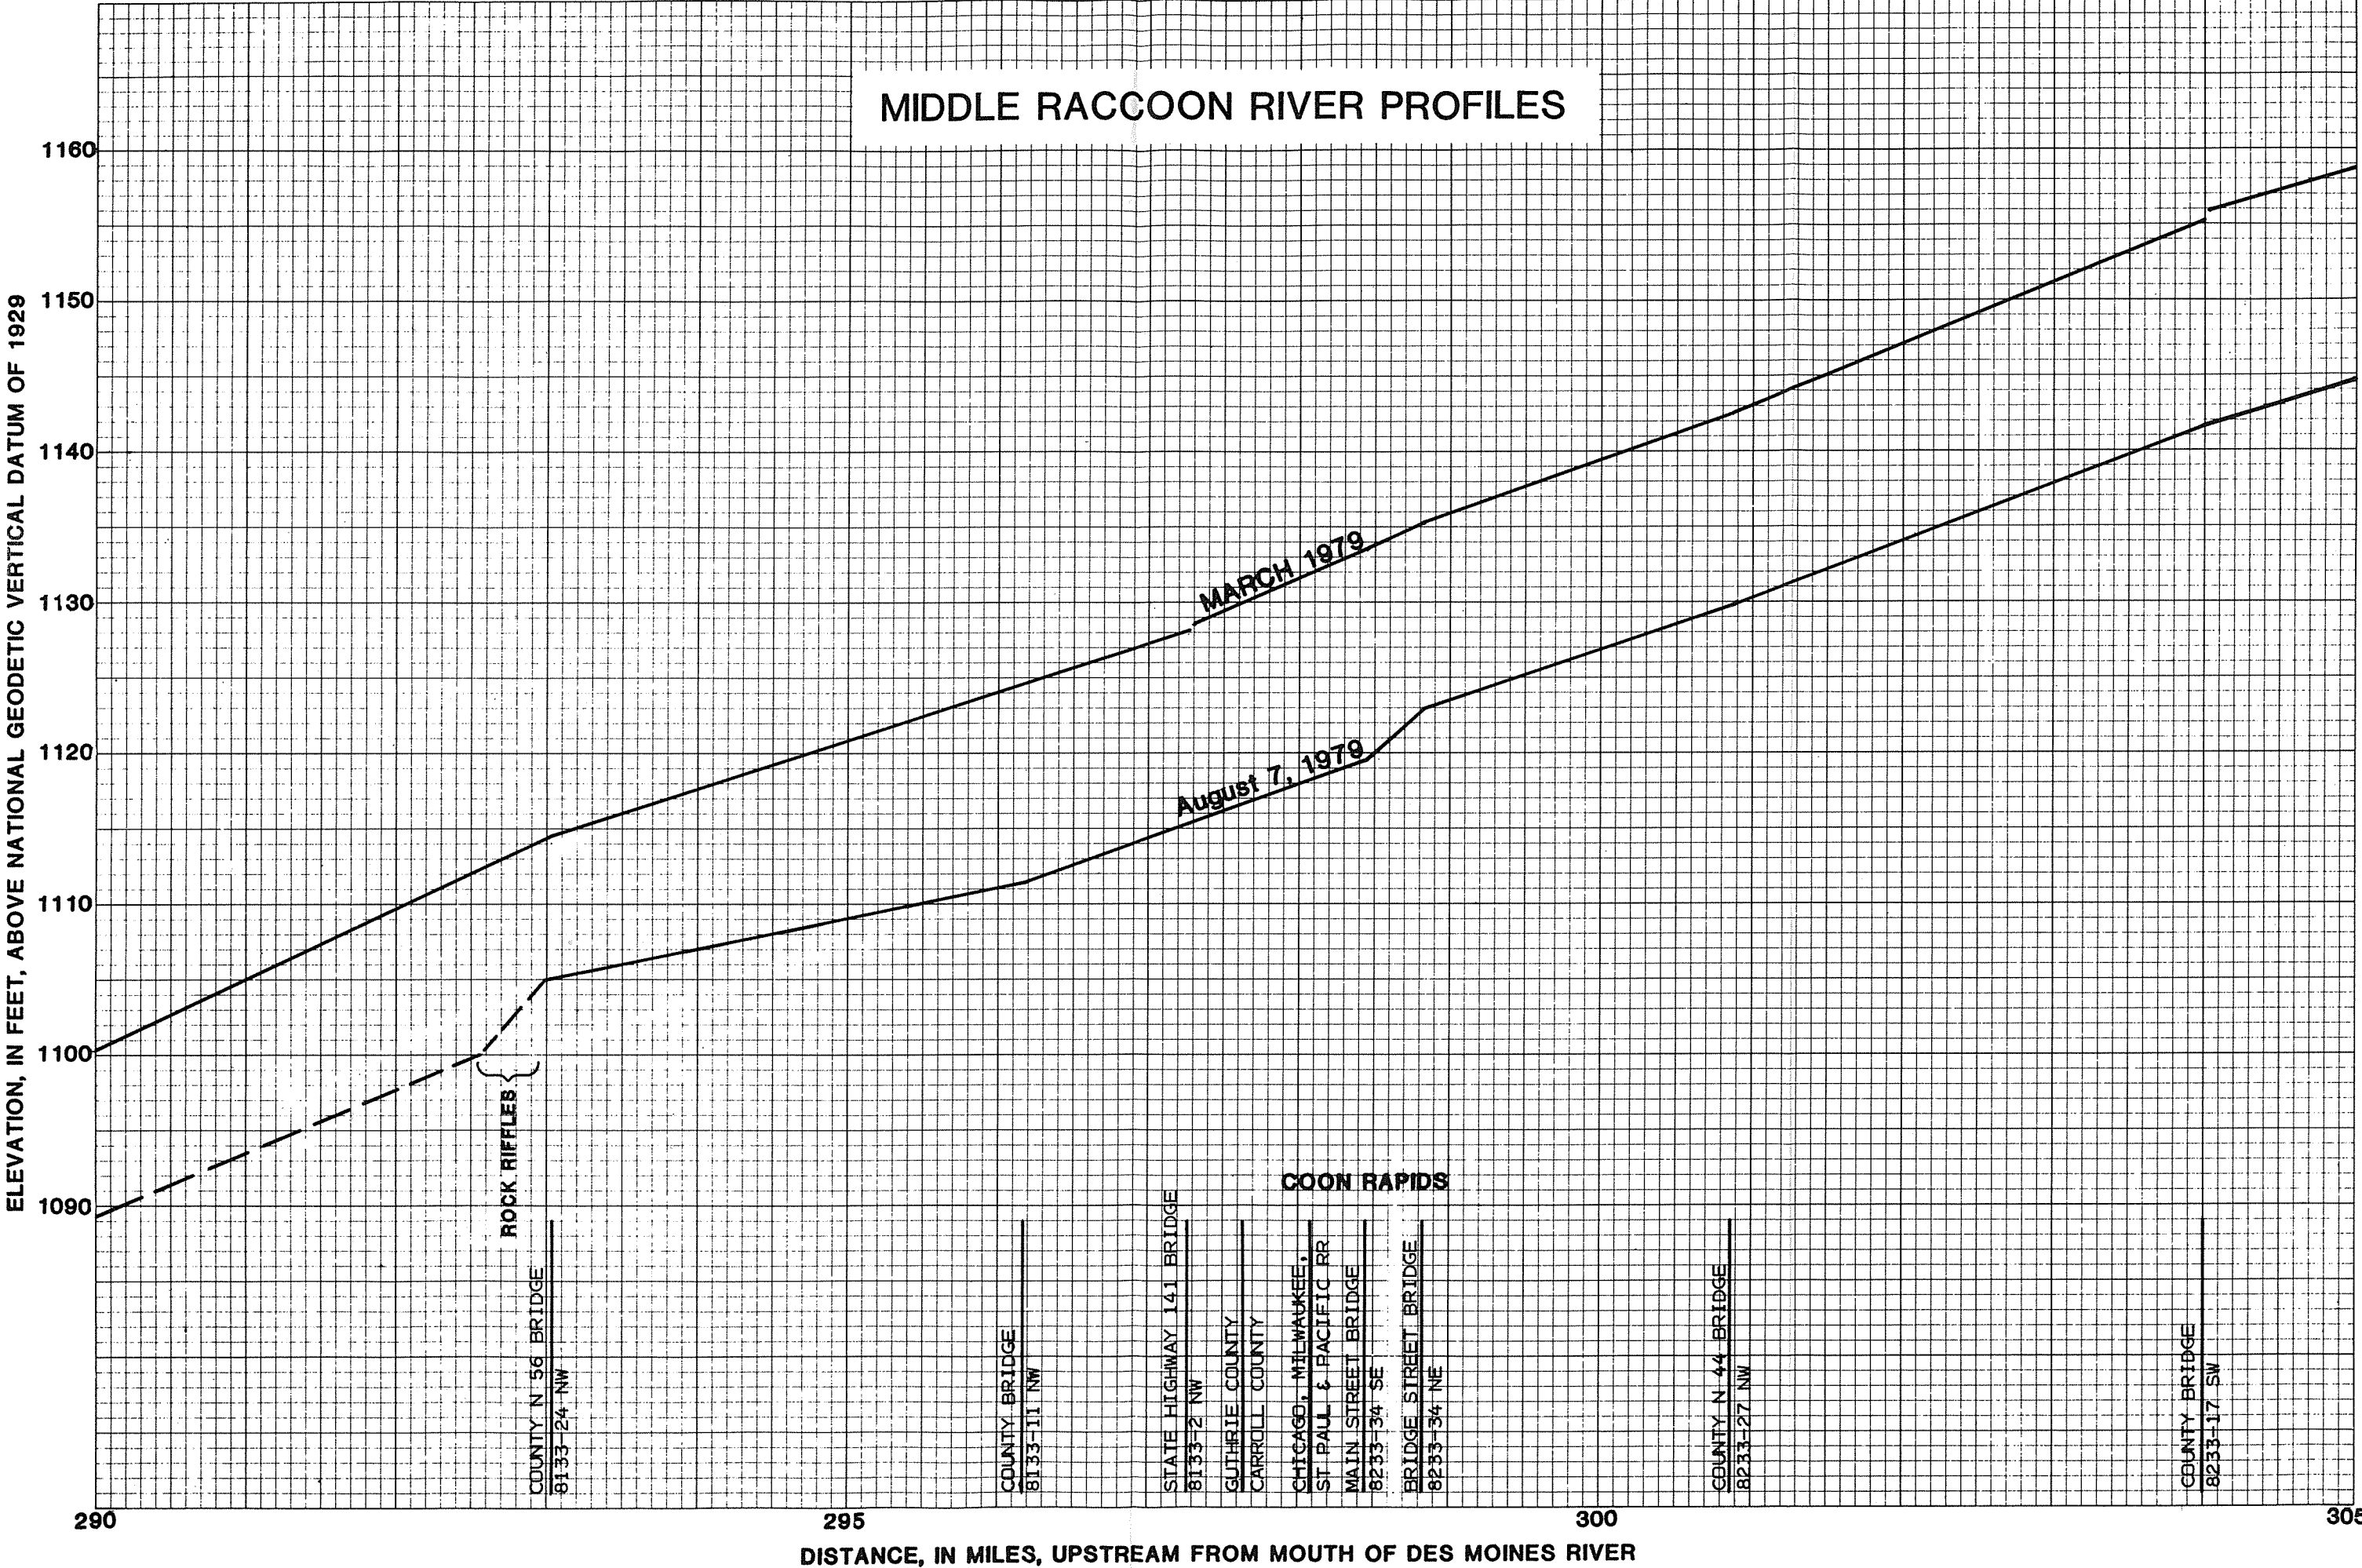 MIDDLE RACCOON RIVER PROFILES
ELEVATION, IN FEET, ABOVE NATIONAL GEODETIC VERTICAL DATUM OF 1929
1160
1150
1140
1130
1120
1110
1100
1090
MARCH 1979
August 7, 1979
ROCK RIFFLES
COON RAPIDS
COUNTY N 56 BRIDGE
8133-24 NW
COUNTY BRIDGE
8133-11 NW
STATE HIGHWAY 141 BRIDGE
8133-2 NW
GUTHRIE COUNTY
CARROLL COUNTY
CHICAGO, MILWAUKEE,
ST PAUL & PACIFIC RR
MAIN STREET BRIDGE
8233-34 SE
BRIDGE STREET BRIDGE
8233-34 NE
COUNTY N 44 BRIDGE
8233-27 NW
COUNTY BRIDGE
8233-17 SW
290
295
300
305
DISTANCE, IN MILES, UPSTREAM FROM MOUTH OF DES MOINES RIVER